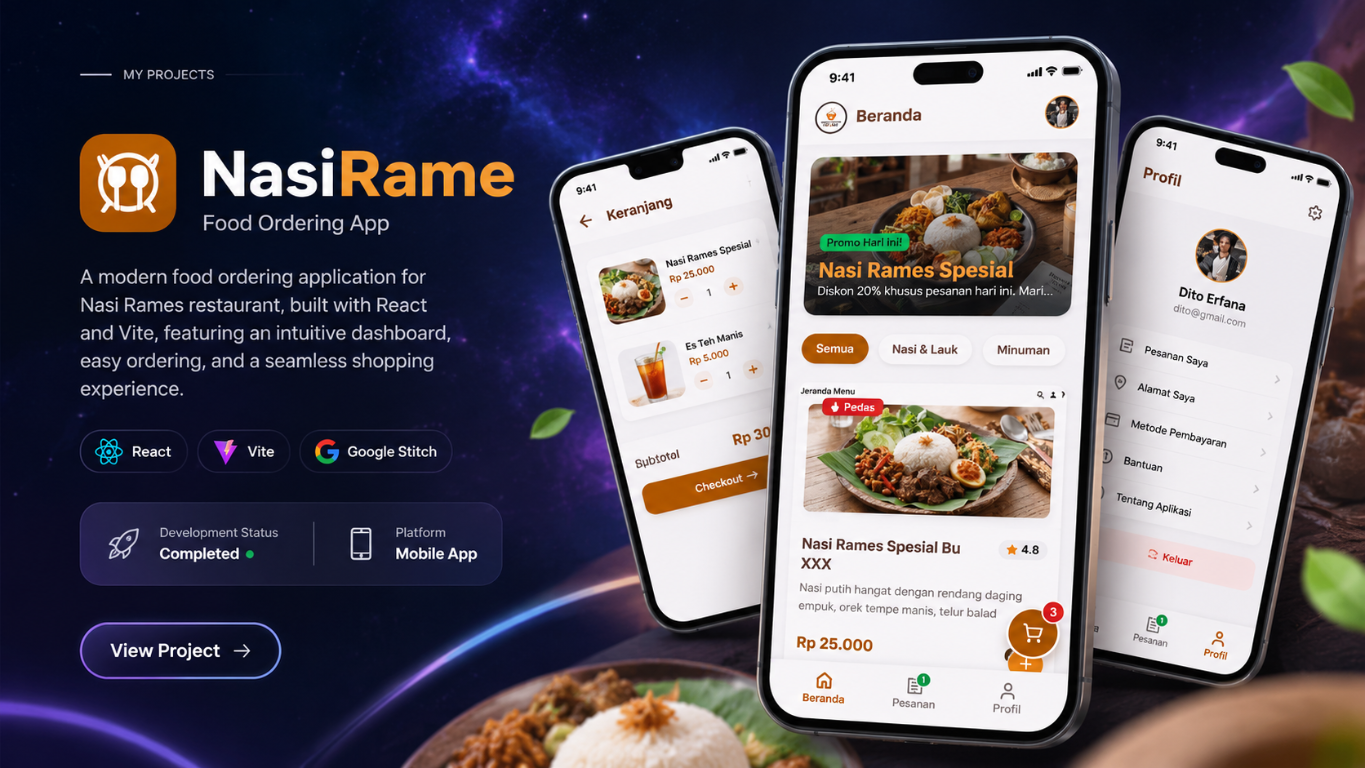 MY PROJECTS
NasiRame
Food Ordering App
A modern food ordering application for
Nasi Rames restaurant, built with React
and Vite, featuring an intuitive dashboard,
easy ordering, and a seamless shopping
experience.
React
Vite
Google Stitch
Development Status
Completed
Platform
Mobile App
View Project →
9:41
← Keranjang
Nasi Rames Spesial
Rp 25.000
− 1 +
Es Teh Manis
Rp 5.000
− 1 +
Rp 30
Subtotol
Checkout →
9:41
Beranda
Promo Hari ini!
Nasi Rames Spesial
Diskon 20% khusus pesanan hari ini. Mari...
Semua
Nasi & Lauk
Minuman
Jeranda Menu
Pedas
Nasi Rames Spesial Bu
XXX
4.8
Nasi putih hangat dengan rendang daging
empuk, orek tempe manis, telur balad
3
Rp 25.000
+
Beranda
1
Pesanan
Profil
9:41
Profil
Dito Erfana
dito@gmail.com
Pesanan Saya
Alamat Saya
Metode Pembayaran
Bantuan
Tentang Aplikasi
Keluar
1
Pesanan
Profil